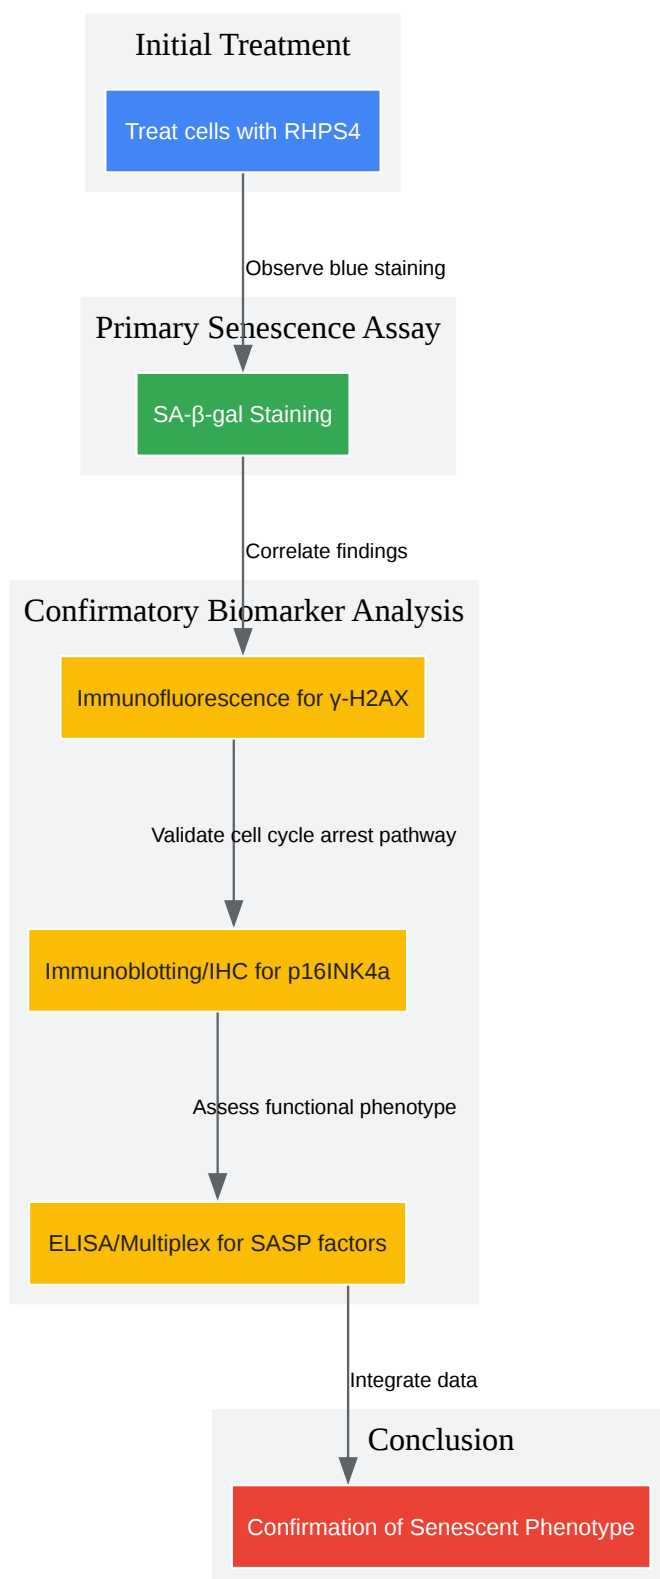 Initial Treatment
Treat cells with RHPS4
Observe blue staining
Primary Senescence Assay
SA-β-gal Staining
Correlate findings
Confirmatory Biomarker Analysis
Immunofluorescence for γ-H2AX
Validate cell cycle arrest pathway
Immunoblotting/IHC for p16INK4a
Assess functional phenotype
ELISA/Multiplex for SASP factors
Integrate data
Conclusion
Confirmation of Senescent Phenotype